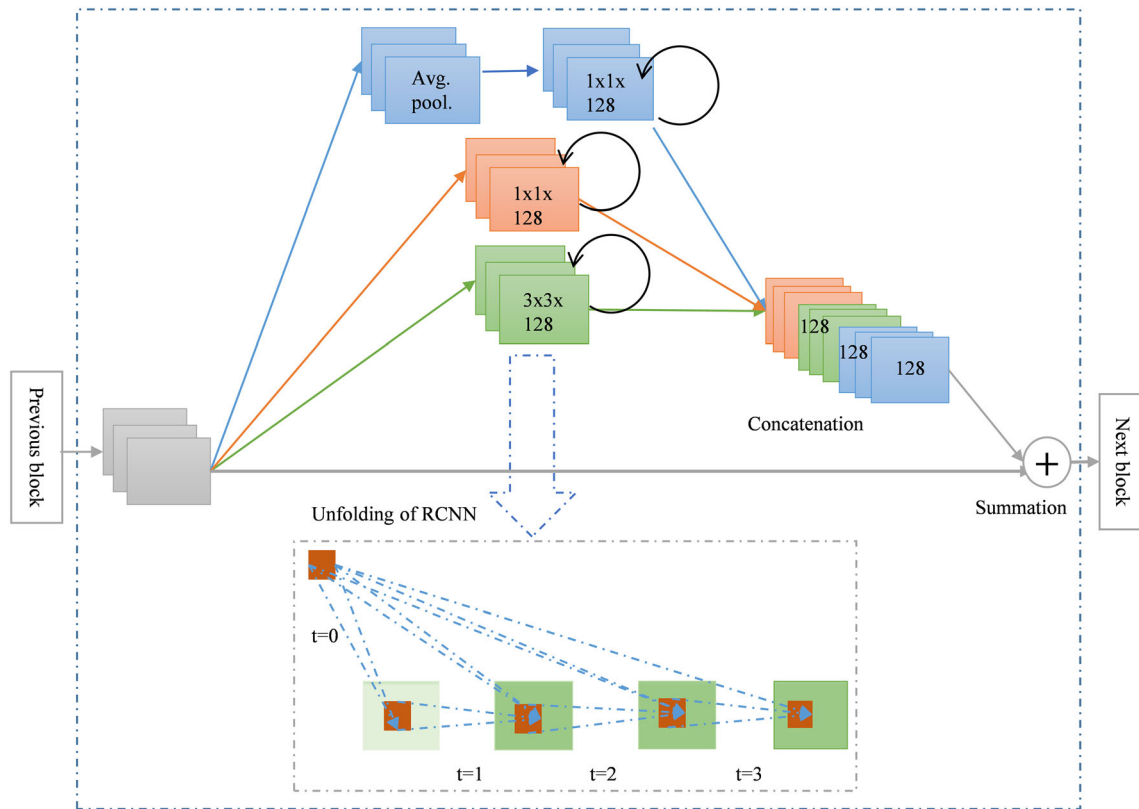 Avg.
pool.
1x1x
128
1x1x
128
3x3x
128
128
128
128
Concatenation
Previous block
Next block
Summation
Unfolding of RCNN
t=0
t=1
t=2
t=3